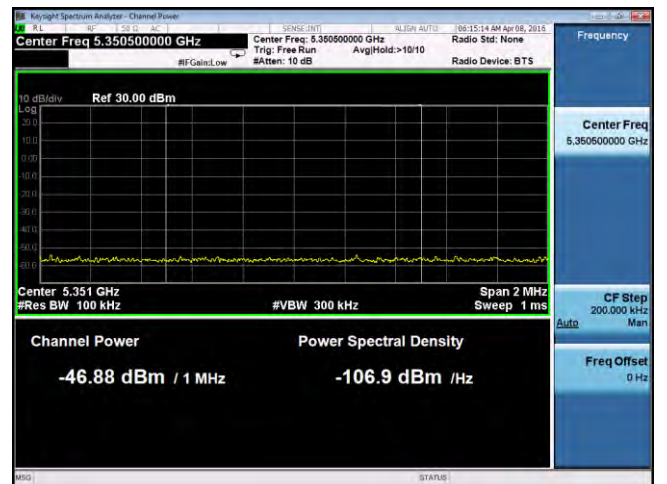 Keysight Spectrum Analyzer - Channel Power
RL RF 50 Ω AC SENSE:INT ALIGN AUTO 06:15:14 AM Apr 08, 2016
Center Freq 5.350500000 GHz Center Freq: 5.350500000 GHz Radio Std: None Frequency
Trig: Free Run Avg|Hold:>10/10
#IFGain:Low #Atten: 10 dB Radio Device: BTS
10 dB/div Ref 30.00 dBm
Log
20.0
10.0
0.00
-10.0
-20.0
-30.0
-40.0
-50.0
-60.0
Center Freq
5.350500000 GHz
Center 5.351 GHz Span 2 MHz
#Res BW 100 kHz #VBW 300 kHz Sweep 1 ms
CF Step
200.000 kHz
Auto Man
Channel Power Power Spectral Density
-46.88 dBm / 1 MHz -106.9 dBm /Hz
Freq Offset
0 Hz
MSG STATUS